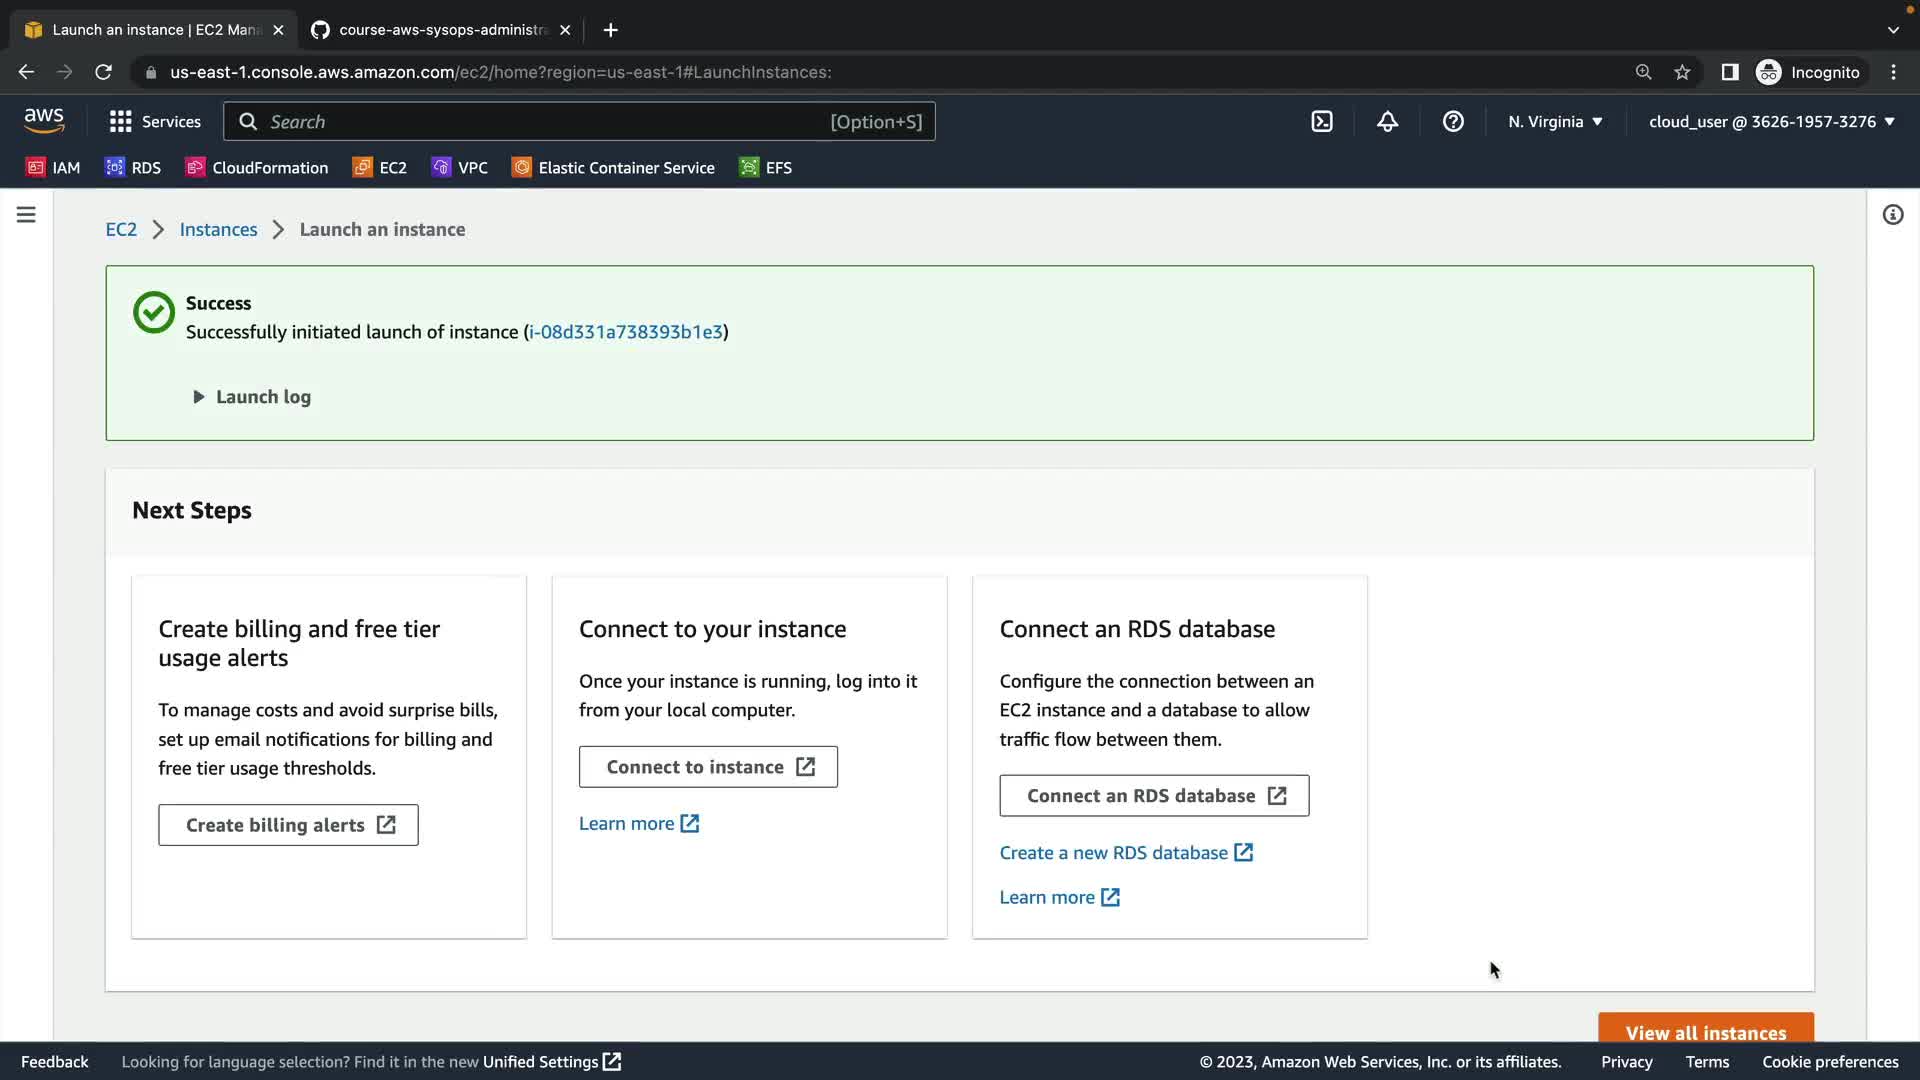 Launch an instance | EC2 Mana
course-aws-sysops-administra
us-east-1.console.aws.amazon.com/ec2/home?region=us-east-1#LaunchInstances:
Incognito
aws
Services
Search
[Option+S]
N. Virginia
cloud_user @ 3626-1957-3276
IAM
RDS
CloudFormation
EC2
VPC
Elastic Container Service
EFS
EC2
Instances
Launch an instance
Success
Successfully initiated launch of instance (i-08d331a738393b1e3)
Launch log
Next Steps
Create billing and free tier
usage alerts
To manage costs and avoid surprise bills,
set up email notifications for billing and
free tier usage thresholds.
Create billing alerts
Connect to your instance
Once your instance is running, log into it
from your local computer.
Connect to instance
Learn more
Connect an RDS database
Configure the connection between an
EC2 instance and a database to allow
traffic flow between them.
Connect an RDS database
Create a new RDS database
Learn more
View all instances
Feedback
Looking for language selection? Find it in the new Unified Settings
© 2023, Amazon Web Services, Inc. or its affiliates.
Privacy
Terms
Cookie preferences